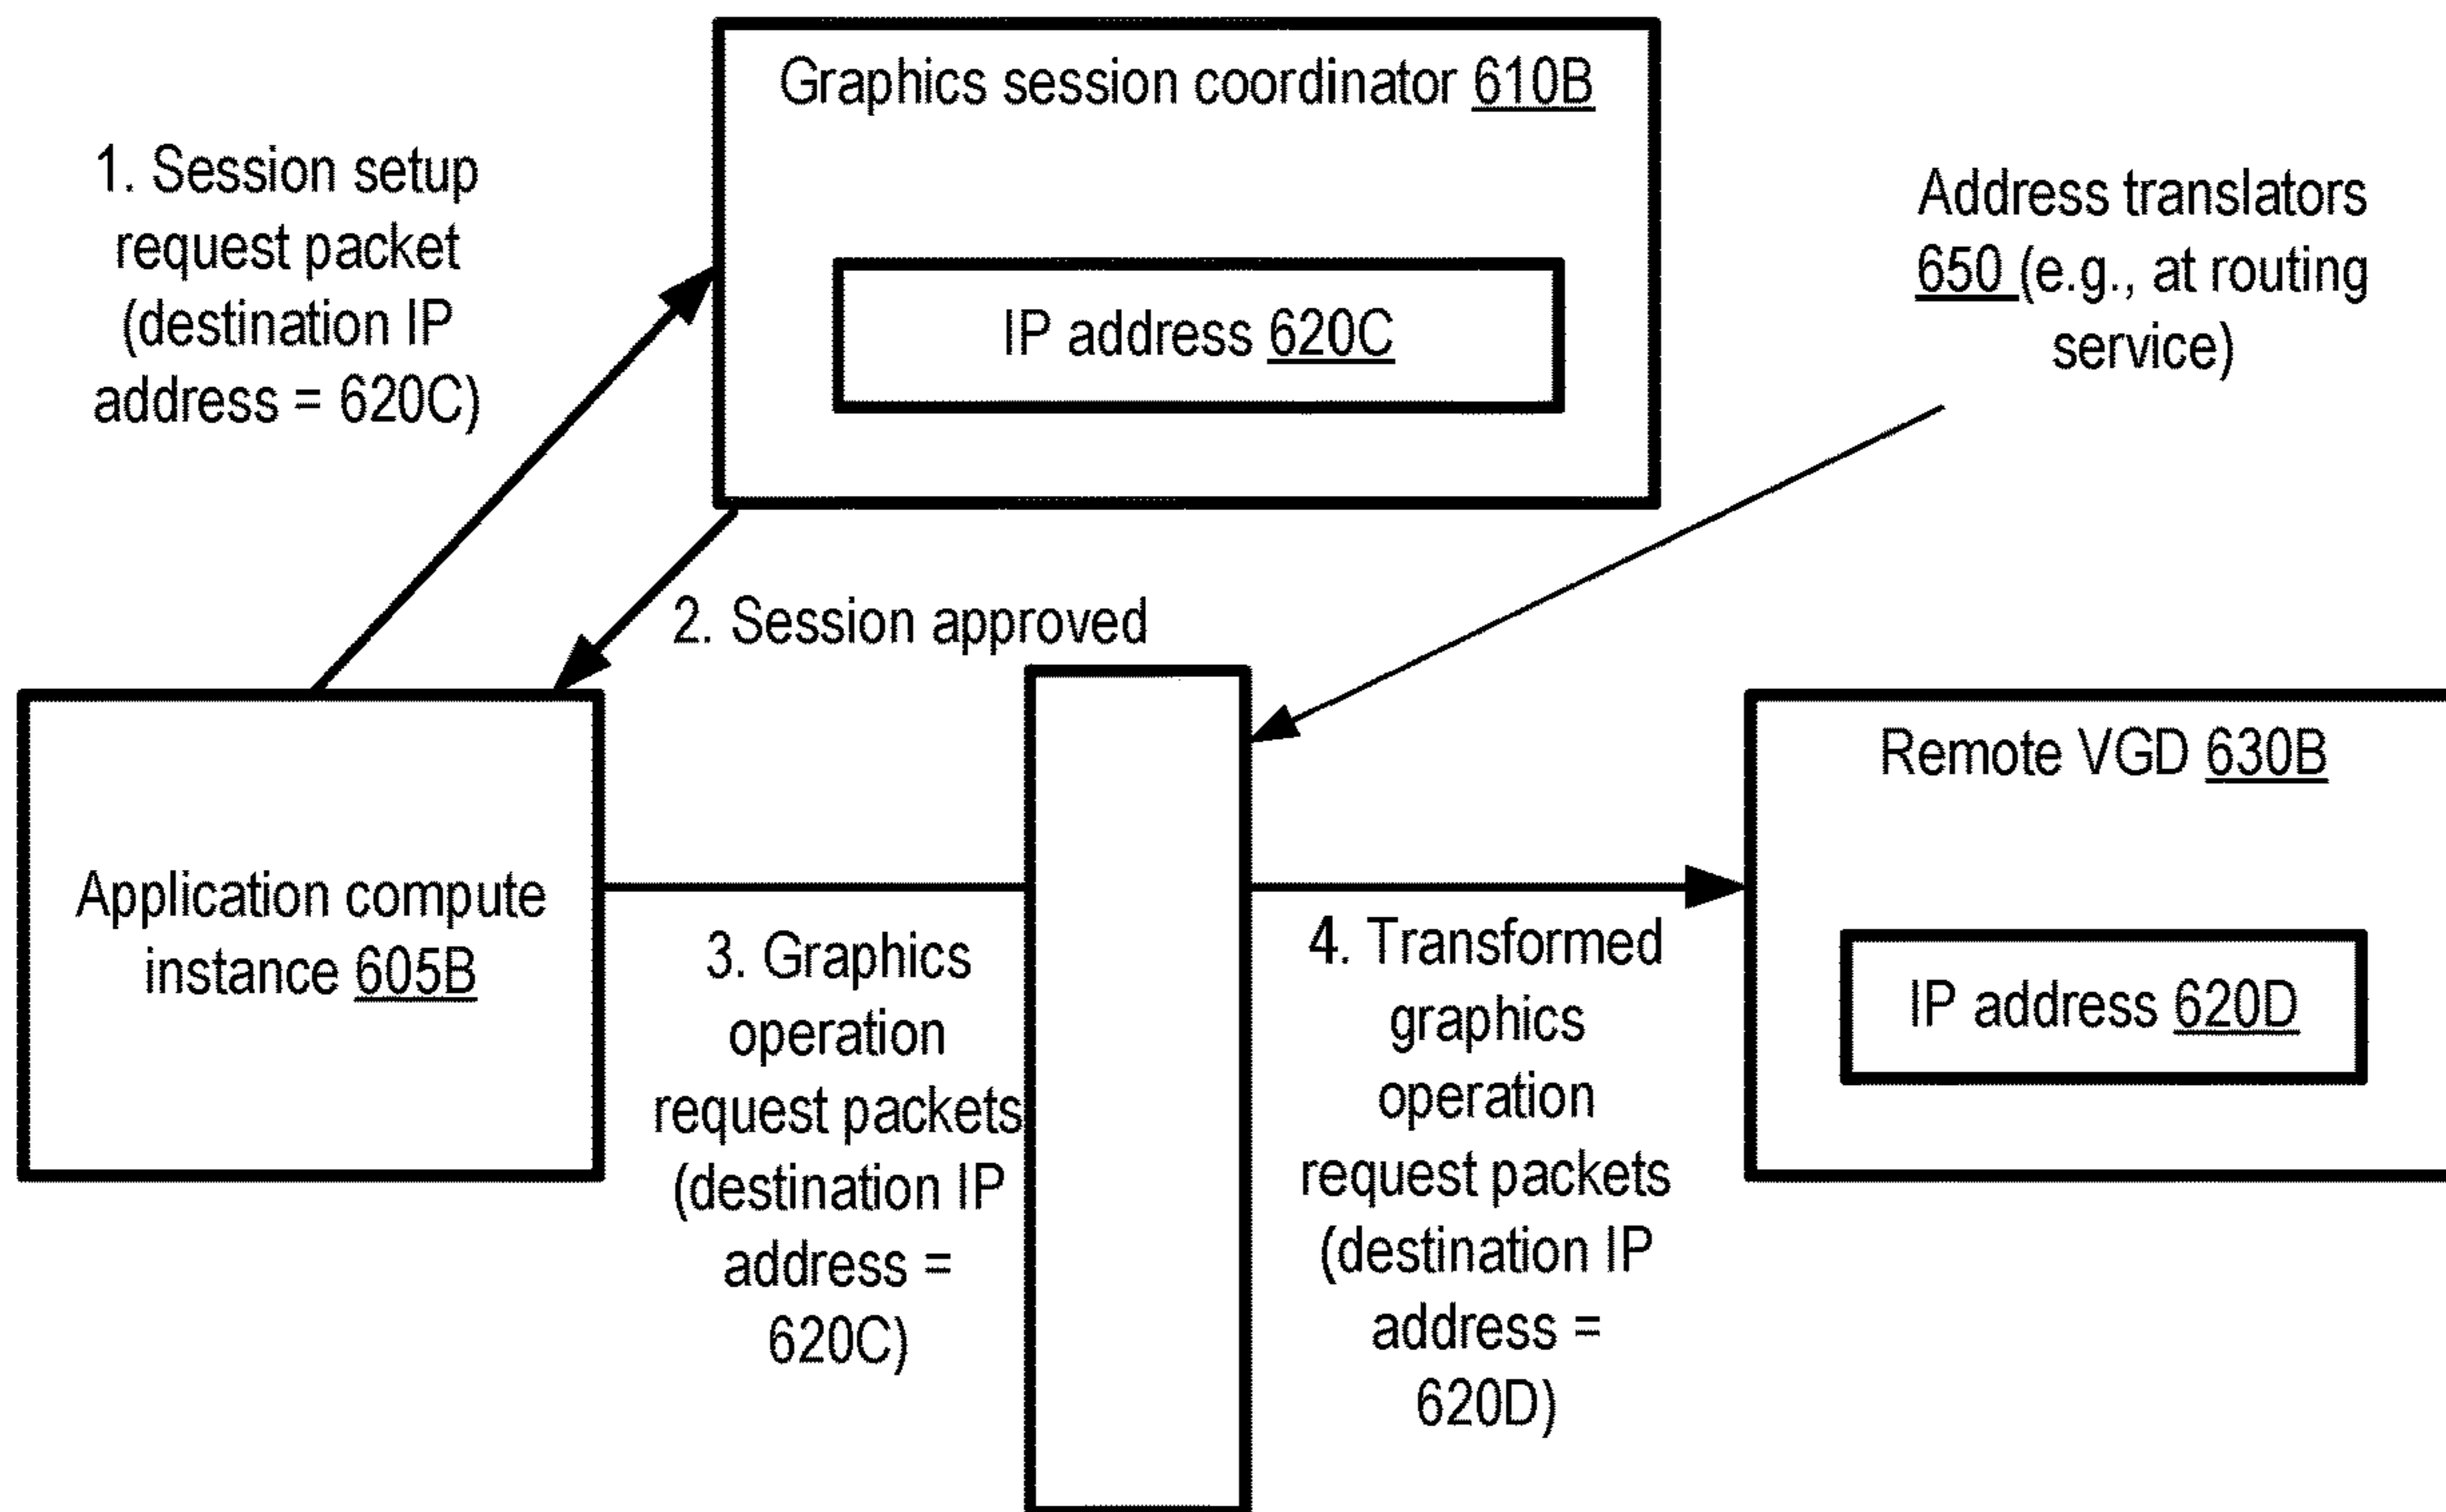 Graphics session coordinator 610B
IP address 620C
1. Session setup
request packet
(destination IP
address = 620C)
Address translators
650 (e.g., at routing
service)
2. Session approved
Application compute
instance 605B
3. Graphics
operation
request packets
(destination IP
address =
620C)
4. Transformed
graphics
operation
request packets
(destination IP
address =
620D)
Remote VGD 630B
IP address 620D